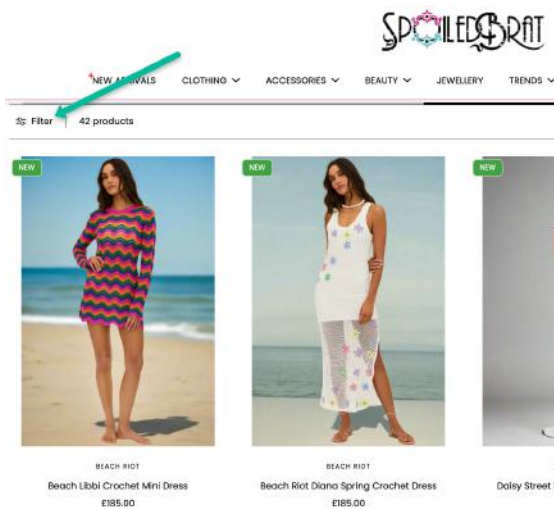 SPOILEDBRAT
NEW ARRIVALS CLOTHING ACCESSORIES BEAUTY JEWELLERY TRENDS
Filter 42 products
NEW NEW NEW
BEACH RIOT BEACH RIOT
Beach Libbi Crochet Mini Dress Beach Riot Diana Spring Crochet Dress Daisy Street
£185.00 £185.00